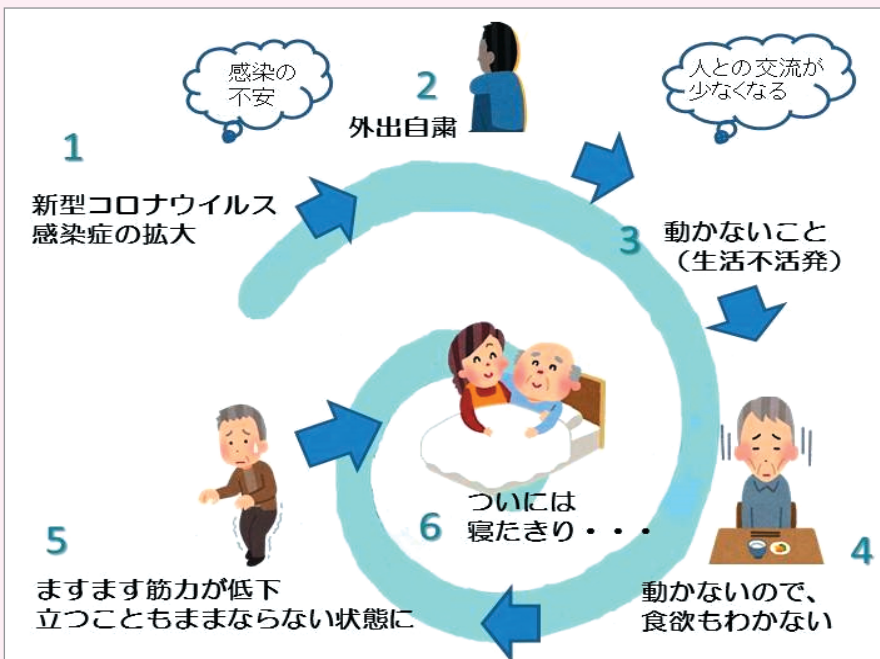 感染の
不安
2
外出自粛
人との交流が
少なくなる
1
新型コロナウイルス
感染症の拡大
3
動かないこと
（生活不活発）
ついには
6
寝たきり・・・
5
ますます筋力が低下
立つこともままならない状態に
4
動かないので、
食欲もわかない